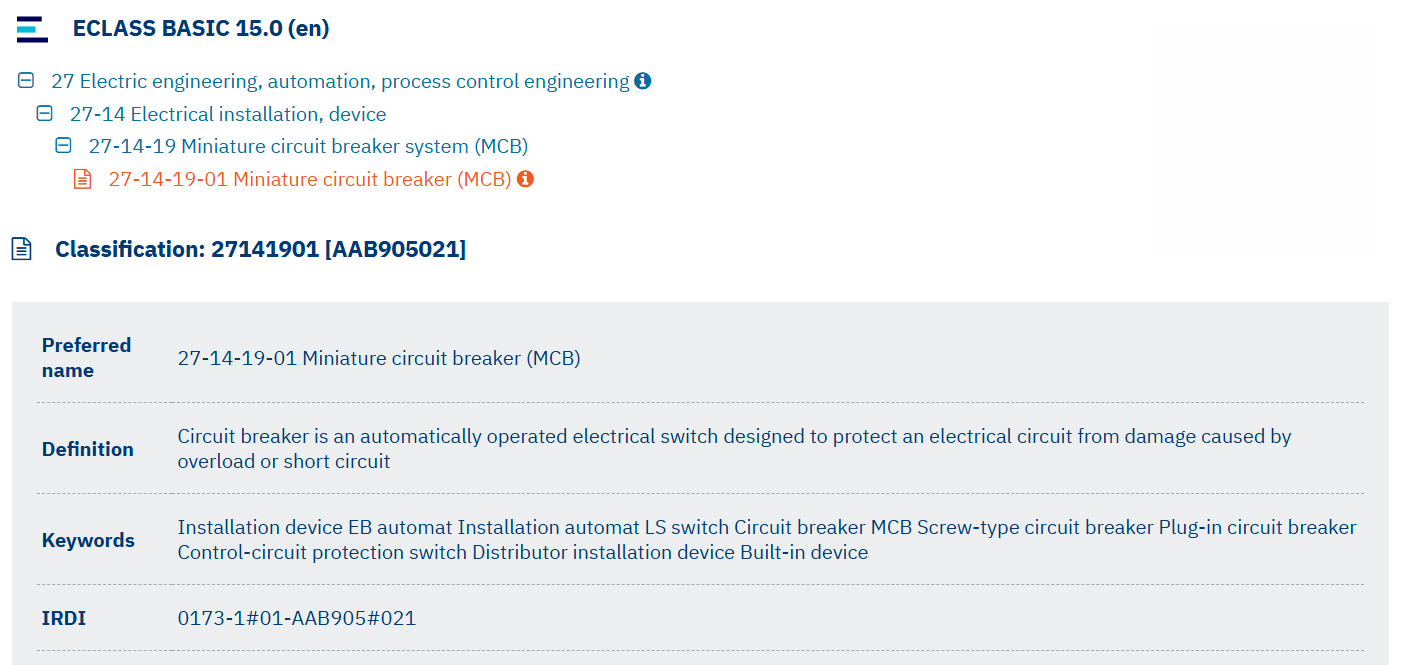 ECLASS BASIC 15.0 (en)
27 Electric engineering, automation, process control engineering
27-14 Electrical installation, device
27-14-19 Miniature circuit breaker system (MCB)
27-14-19-01 Miniature circuit breaker (MCB)
Classification: 27141901 [AAB905021]
Preferred
name
27-14-19-01 Miniature circuit breaker (MCB)
Definition
Circuit breaker is an automatically operated electrical switch designed to protect an electrical circuit from damage caused by
overload or short circuit
Keywords
Installation device EB automat Installation automat LS switch Circuit breaker MCB Screw-type circuit breaker Plug-in circuit breaker
Control-circuit protection switch Distributor installation device Built-in device
IRDI
0173-1#01-AAB905#021